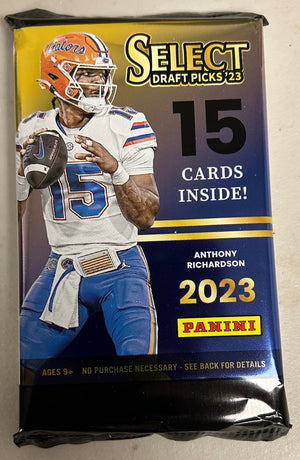 Gators
SELECT
DRAFT PICKS '23
15
CARDS
INSIDE!
15
ANTHONY
RICHARDSON
2023
PANINI
AGES 9+ NO PURCHASE NECESSARY - SEE BACK FOR DETAILS